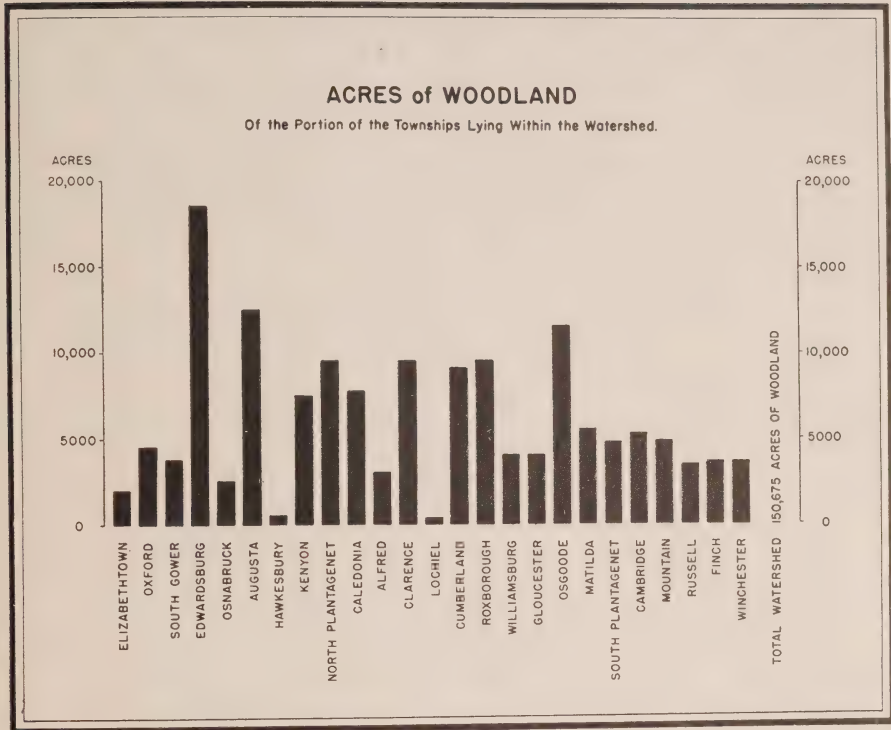 ACRES of WOODLAND
Of the Portion of the Townships Lying Within the Watershed.
ACRES
20,000
15,000
10,000
5000
0
ACRES
20,000
15,000
10,000
5000
0
ELIZABETHTOWN
OXFORD
SOUTH GOWER
EDWARDSBURG
OSNABRUCK
AUGUSTA
HAWKESBURY
KENYON
NORTH PLANTAGENET
CALEDONIA
ALFRED
CLARENCE
LOCHIEL
CUMBERLAND
ROXBOROUGH
WILLIAMSBURG
GLOUCESTER
OSGOODE
MATILDA
SOUTH PLANTAGENET
CAMBRIDGE
MOUNTAIN
RUSSELL
FINCH
WINCHESTER
TOTAL WATERSHED 150,675 ACRES OF WOODLAND